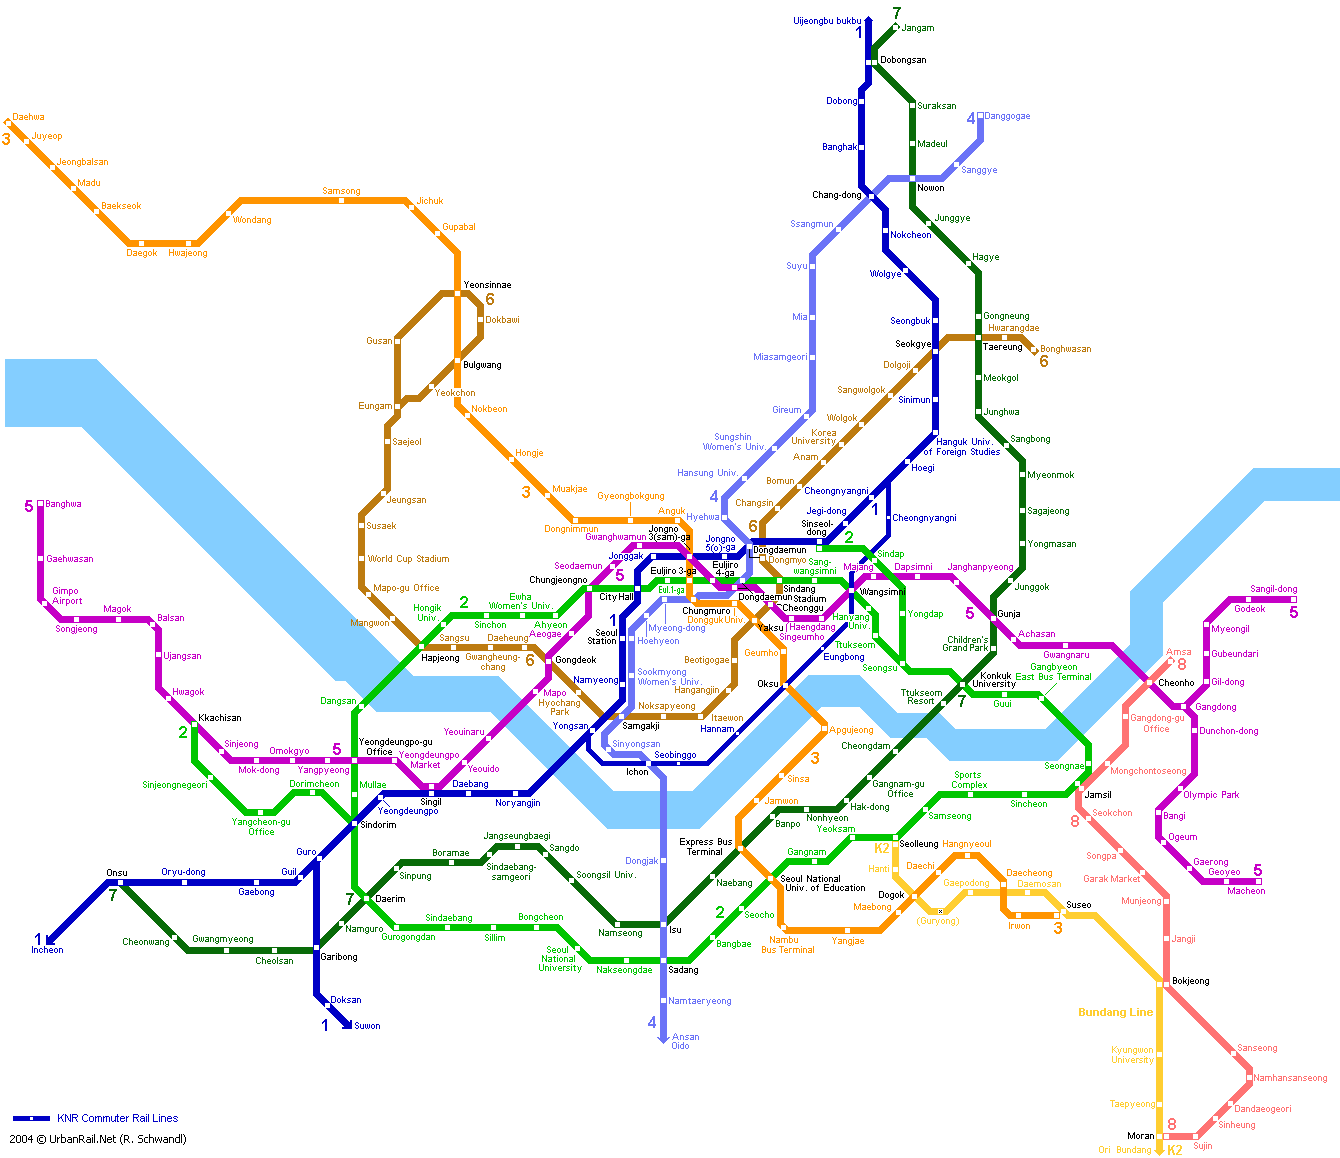 7
Uijeongbu bukbu
1
Jangam
Dobongsan
Dobong
Suraksan
4
Danggogae
Banghak
Madeul
Sanggye
Chang-dong
Nowon
Daehwa
3
Juyeop
Jeongbalsan
Madu
Baekseok
Daegok
Hwajeong
Wondang
Samsong
Jichuk
Gupabal
Ssangmun
Nokcheon
Junggye
Suyu
Wolgye
Hagye
Yeonsinnae
6
Dokbawi
Gusan
Bulgwang
Yeokchon
Eungam
Nokbeon
Saejeol
Mia
Seongbuk
Gongneung
Hwarangdae
Miasamgeori
Seokgye
Taereung
Bonghwasan
6
Dolgoji
Meokgol
Sangwolgok
Sinimun
Gireum
Wolgok
Junghwa
Sungshin
Women's Univ.
Korea
University
Hanguk Univ.
of Foreign Studies
Sangbong
Hongje
Anam
Hoegi
Hansung Univ.
Bomun
Myeonmok
Jeungsan
3
Muakjae
Gyeongbokgung
4
Changsin
Cheongnyangni
1
Banghwa
5
Anguk
Hyehwa
6
Jegi-dong
Cheongnyangni
Sagajeong
Susaek
Dongnimmun
Jongno
3(sam)-ga
Gwanghwamun
Jongno
5(o)-ga
Sinseol-
dong
2
Yongmasan
Gaehwasan
World Cup Stadium
Jonggak
Dongdaemun
Dongmyo
Sang-
wangsimni
Sindap
Seodaemun
5
Euljiro 3-ga
Euljiro
4-ga
Majang
Dapsimni
Janghanpyeong
Gimpo
Airport
Mapo-gu Office
Chungjeongno
City Hall
Eul.1-ga
Sindang
Dongdaemun
Stadium
Wangsimni
Junggok
Sangil-dong
5
Songjeong
Magok
Balsan
Mangwon
Hongik
Univ.
2
Ewha
Women's Univ.
Sinchon
Ahyeon
1
Chungmuro
Dongguk Univ.
Cheonggu
Hanyang
Univ.
Yongdap
5
Gunja
Godeok
Myeong-dong
Haengdang
Singeumho
Myeongil
Ujangsan
Hapjeong
Sangsu
Daeheung
Gwangheung-
chang
6
Aeogae
Seoul
Station
Hoehyeon
Yaksu
Ttukseom
Children's
Grand Park
Achasan
Gwangnaru
Gubeundari
Gongdeok
Geumho
Eungbong
Seongsu
Amsa
8
Hwagok
Mapo
Sookmyong
Women's Univ.
Beotigogae
Oksu
Konkuk
University
Gangbyeon
East Bus Terminal
Cheonho
Gil-dong
Namyeong
Hangangjin
Ttukseom
Resort
7
Guui
Dangsan
Hyochang
Park
Noksapyeong
Itaewon
Gangdong
Kkachisan
2
Yongsan
Samgakji
Hannam
Apgujeong
Gangdong-gu
Office
Dunchon-dong
Yeouinaru
Sinyongsan
Sinjeong
Omokgyo
5
Yeongdeungpo-gu
Office
Yeongdeungpo
Market
Yeouido
Seobinggo
Ichon
3
Cheongdam
Mok-dong
Yangpyeong
Seongnae
Mongchontoseong
Sinjeongnegeori
Dorimcheon
Mullae
Singil
Daebang
Noryangjin
Sinsa
Gangnam-gu
Office
Sports
Complex
Jamsil
Olympic Park
Yeongdeungpo
Jamwon
Hak-dong
Sincheon
Yangcheon-gu
Office
Sindorim
Banpo
Nonhyeon
Samseong
8
Seokchon
Bangi
Yeoksam
Guro
Boramae
Jangseungbaegi
Sangdo
Express Bus
Terminal
K2
Seolleung
Hangnyeoul
Ogeum
Onsu
7
Oryu-dong
Guil
Gaebong
Sinpung
Sindaebang-
samgeori
Soongsil Univ.
Dongjak
Gangnam
Hanti
Daechi
Songpa
Garak Market
Gaerong
Geoyeo
5
Macheon
7
Daerim
Naebang
Seoul National
Univ. of Education
Dogok
Gaepodong
Daecheong
Daemosan
Munjeong
Namguro
Sindaebang
Bongcheon
2
Seocho
Maebong
(Guryong)
Suseo
Irwon
3
1
Incheon
Cheonwang
Gwangmyeong
Cheolsan
Garibong
Gurogongdan
Sillim
Seoul
National
University
Namseong
Isu
Bangbae
Nambu
Bus Terminal
Yangjae
Jangji
Nakseongdae
Sadang
Bokjeong
Doksan
1
Suwon
Namtaeryeong
4
Ansan
Oido
Bundang Line
Kyungwon
University
Sanseong
Namhansanseong
Taepyeong
Dandaeogeori
Sinheung
KNR Commuter Rail Lines
2004 © UrbanRail.Net (R. Schwandl)
Moran
8
Sujin
Ori Bundang
K2